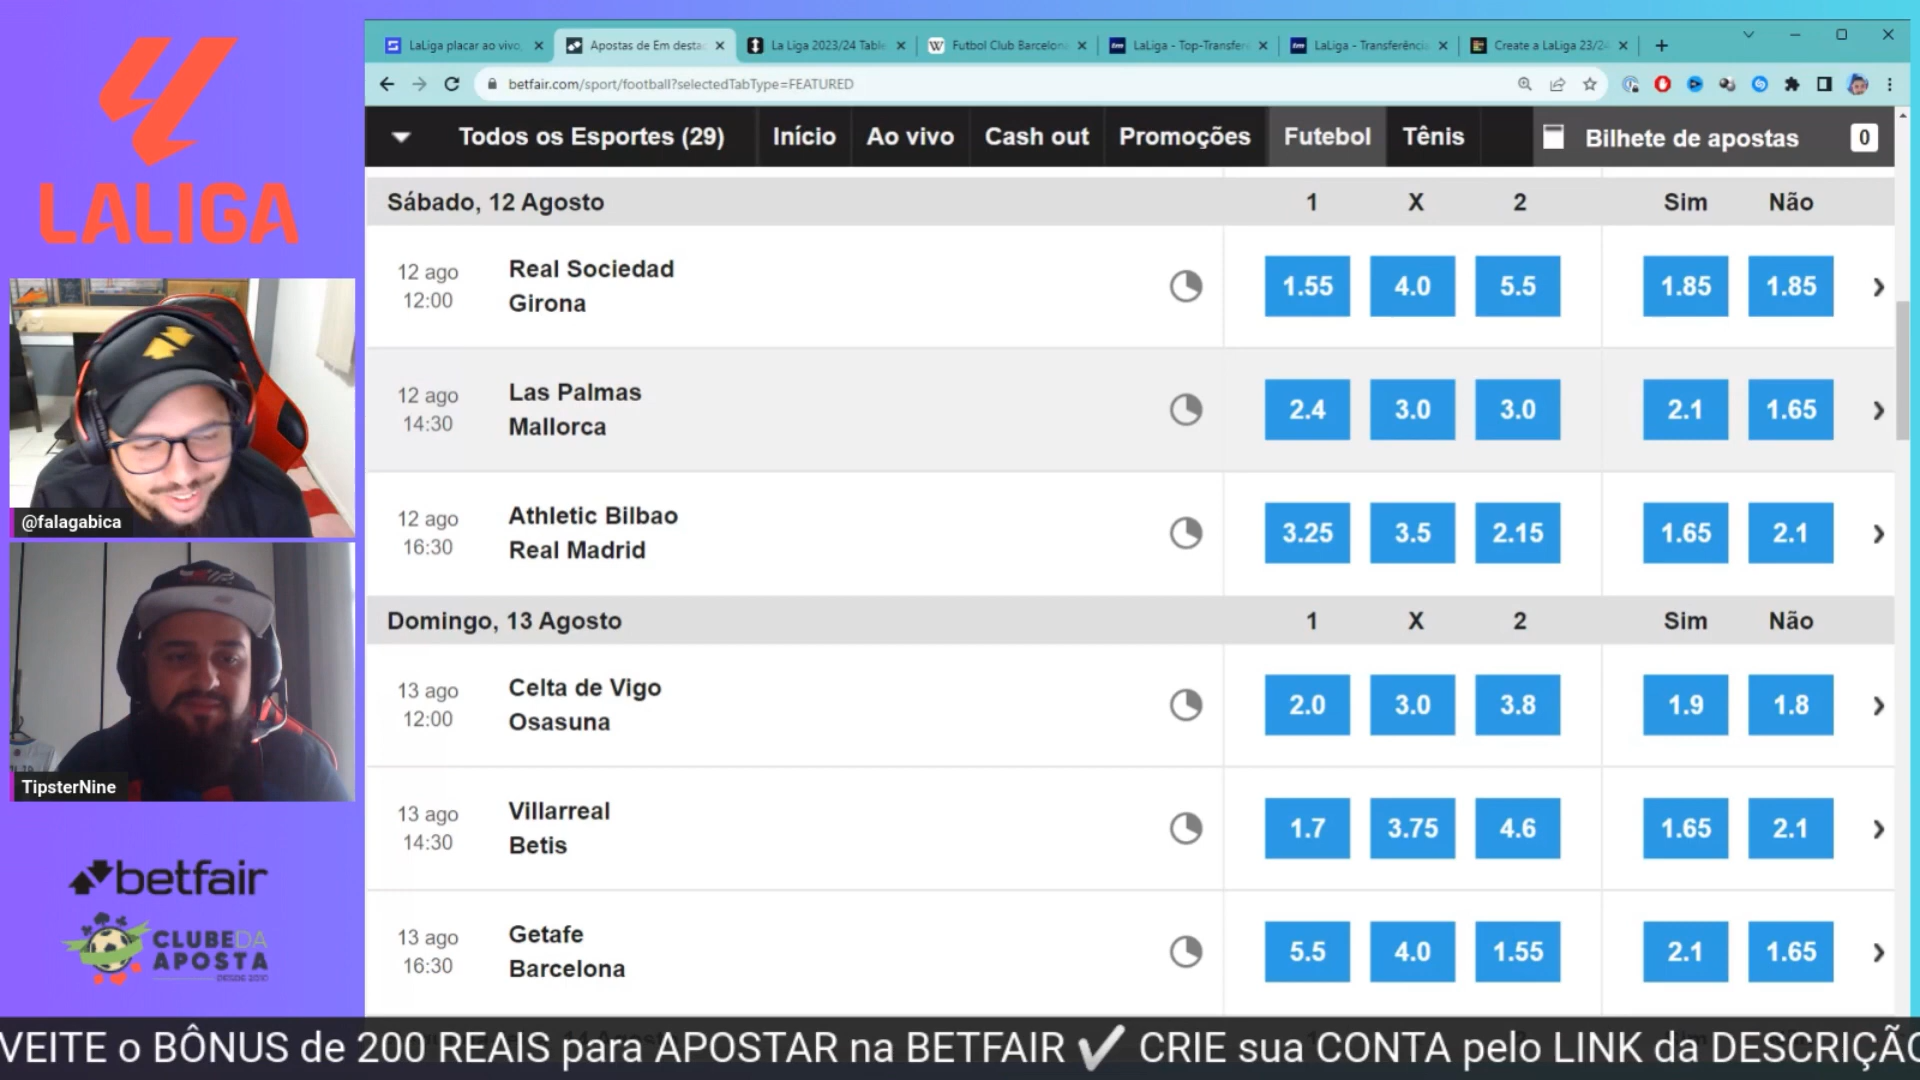 LALIGA
@falagabica
TipsterNine
betfair
CLUBE DA
APOSTA
DESDE 2010
LaLiga placar ao vivo,
Apostas de Em desta
La Liga 2023/24 Table
Futbol Club Barcelon
LaLiga - Top-Transfer
LaLiga - Transferência
Create a LaLiga 23/24
betfair.com/sport/football?selectedTabType=FEATURED
Todos os Esportes (29) Início Ao vivo Cash out Promoções Futebol Tênis Bilhete de apostas 0
Sábado, 12 Agosto 1 X 2 Sim Não
12 ago Real Sociedad
12:00 Girona
1.55 4.0 5.5 1.85 1.85
12 ago Las Palmas
14:30 Mallorca
2.4 3.0 3.0 2.1 1.65
12 ago Athletic Bilbao
16:30 Real Madrid
3.25 3.5 2.15 1.65 2.1
Domingo, 13 Agosto 1 X 2 Sim Não
13 ago Celta de Vigo
12:00 Osasuna
2.0 3.0 3.8 1.9 1.8
13 ago Villarreal
14:30 Betis
1.7 3.75 4.6 1.65 2.1
13 ago Getafe
16:30 Barcelona
5.5 4.0 1.55 2.1 1.65
VEITE o BÔNUS de 200 REAIS para APOSTAR na BETFAIR ✔ CRIE sua CONTA pelo LINK da DESCRIÇÃO